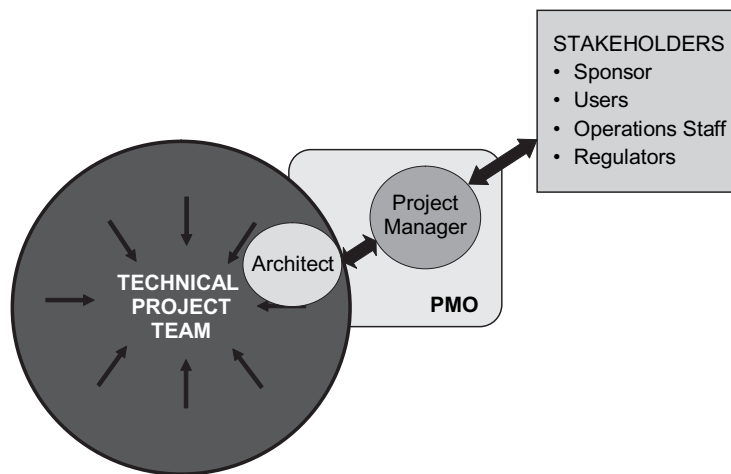 STAKEHOLDERS
• Sponsor
• Users
• Operations Staff
• Regulators
Project
Manager
Architect
TECHNICAL
PROJECT
TEAM
PMO